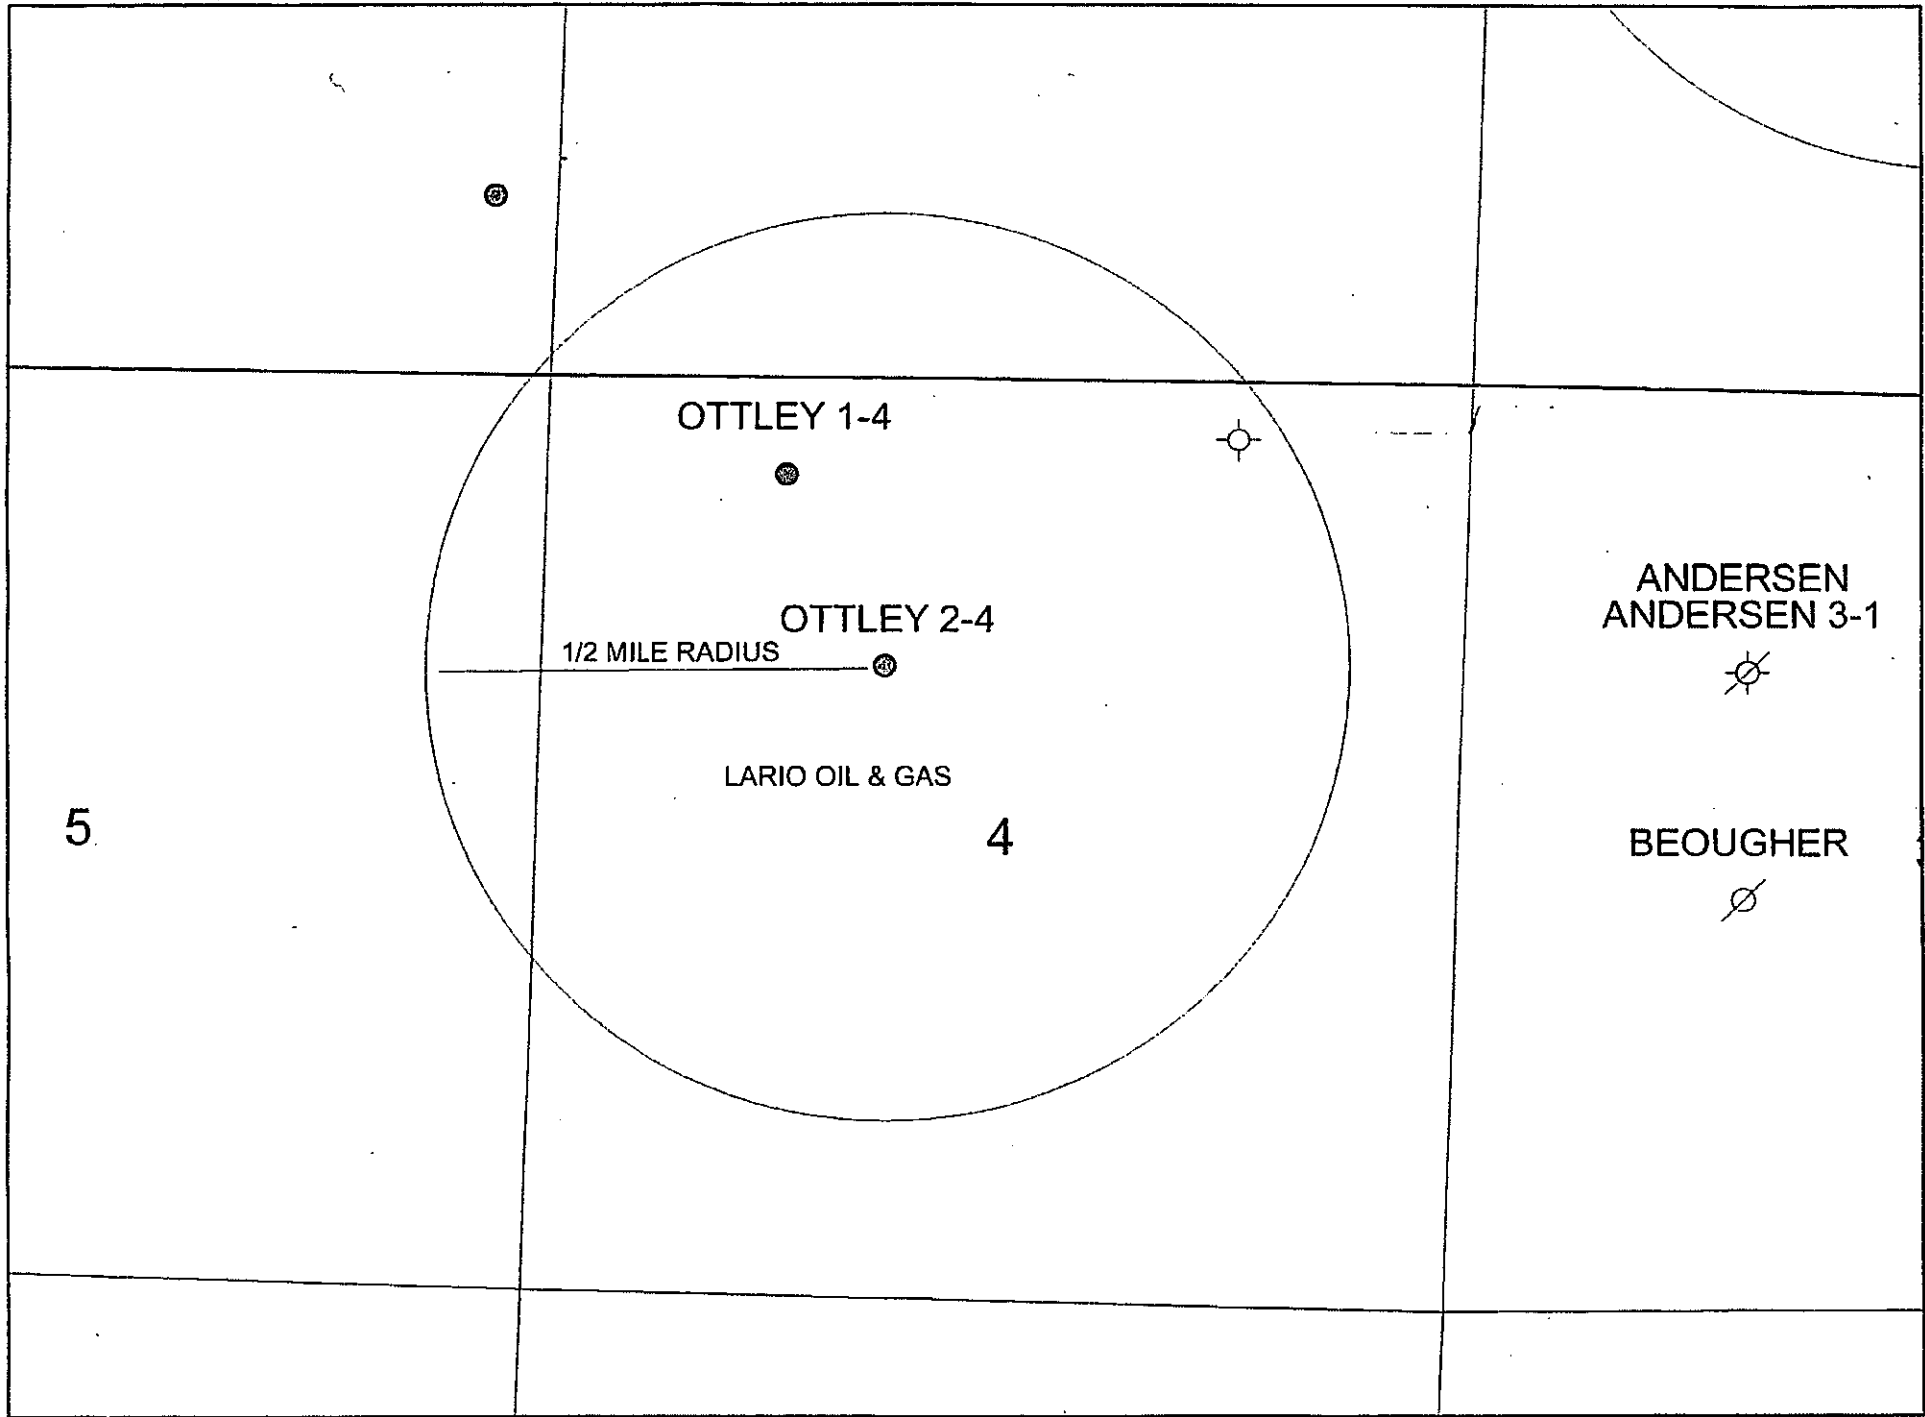 OTTLEY 1-4
ANDERSEN
ANDERSEN 3-1
OTTLEY 2-4
1/2 MILE RADIUS
LARIO OIL & GAS
5
4
BEOUGHER